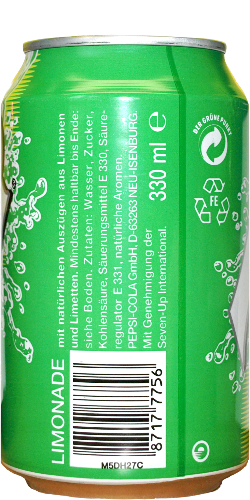 LIMONADE
mit natürlichen Auszügen aus Limonen
und Limetten. Mindestens haltbar bis Ende:
siehe Boden. Zutaten: Wasser, Zucker,
Kohlensäure, Säuerungsmittel E 330, Säure-
regulator E 331, natürliche Aromen.
PEPSI-COLA GmbH, D-63263 NEU-ISENBURG.
Mit Genehmigung der
Seven-Up International.
330 ml e
DER GRÜNE PUNKT
FE
8717 7756
M5DH27C